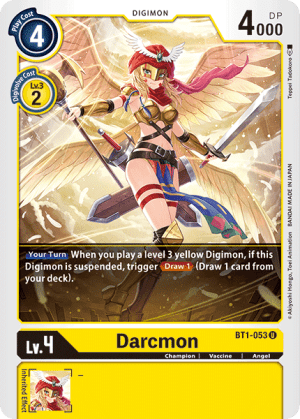 DIGIMON
Play Cost
4
DP
4000
Digivolve Cost
Lv.3
2
Teppei Tadokoro
©Akiyoshi Hongo, Toei Animation BANDAI MADE IN JAPAN
Your Turn When you play a level 3 yellow Digimon, if this
Digimon is suspended, trigger Draw 1 (Draw 1 card from
your deck).
BT1-053 U
Lv.4
Darcmon
Champion | Vaccine | Angel
Inherited Effect
-